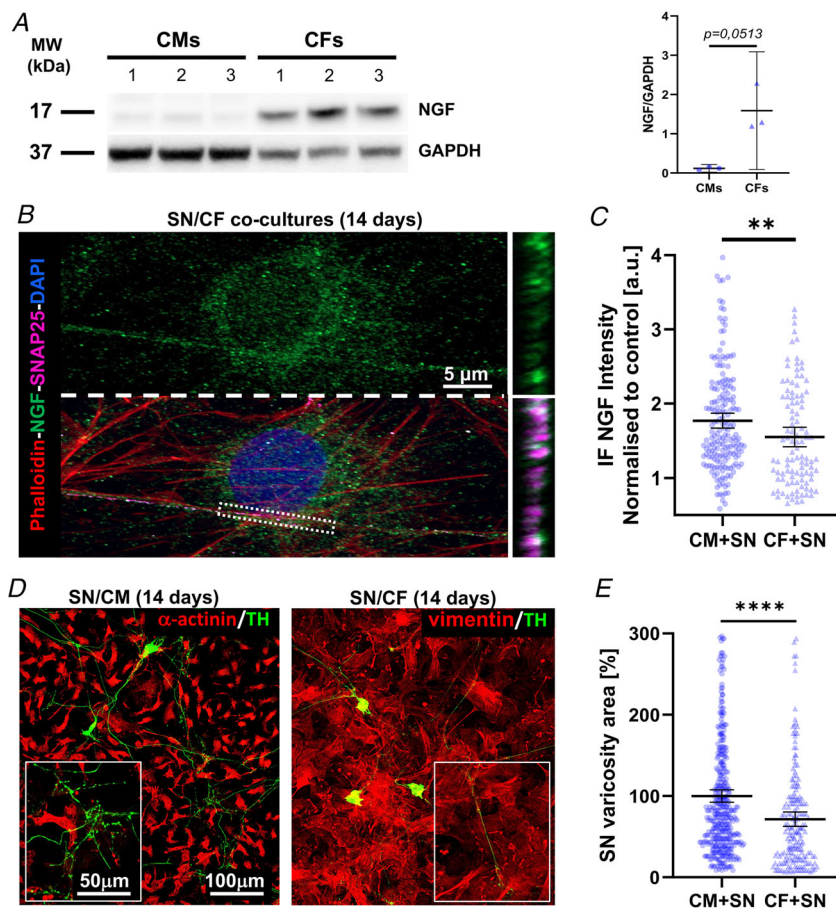 A
MW
(kDa)
CMs
CFs
1 2 3 1 2 3
17
NGF
37
GAPDH
p=0,0513
NGF/GAPDH
4
3
2
1
0
CMs CFs
B
SN/CF co-cultures (14 days)
Phalloidin-NGF-SNAP25-DAPI
5 µm
C
**
IF NGF Intensity
Normalised to control [a.u.]
4
3
2
1
CM+SN CF+SN
D
SN/CM (14 days)
α-actinin/TH
50µm
100µm
SN/CF (14 days)
vimentin/TH
E
****
SN varicosity area [%]
300
200
100
0
CM+SN CF+SN